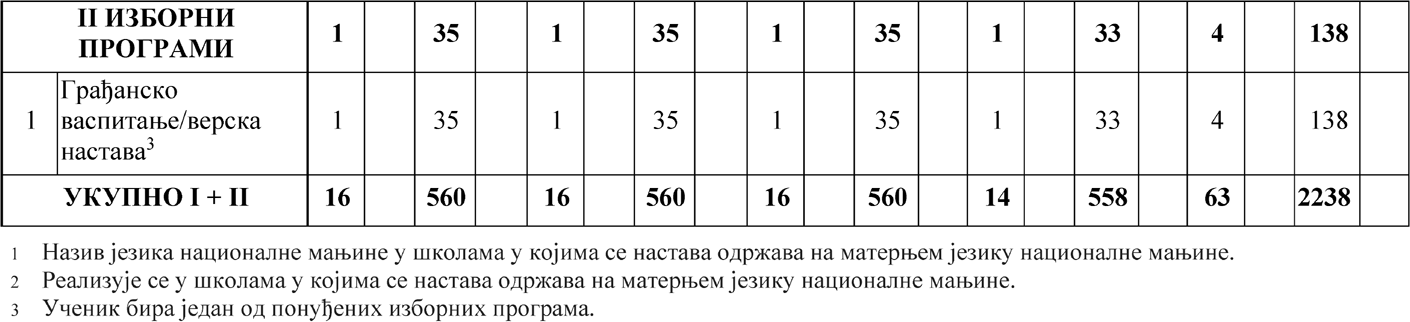 II ИЗБОРНИ
ПРОГРАМИ 1 35 1 35 1 35 1 33 4 138
Грађанско
1 васпитање/верска 1 35 1 35 1 35 1 33 4 138
настава3
УКУПНО I + II 16 560 16 560 16 560 14 558 63 2238
1 Назив језика националне мањине у школама у којима се настава одржава на матерњем језику националне мањине.
2 Реализује се у школама у којима се настава одржава на матерњем језику националне мањине.
3 Ученик бира један од понуђених изборних програма.